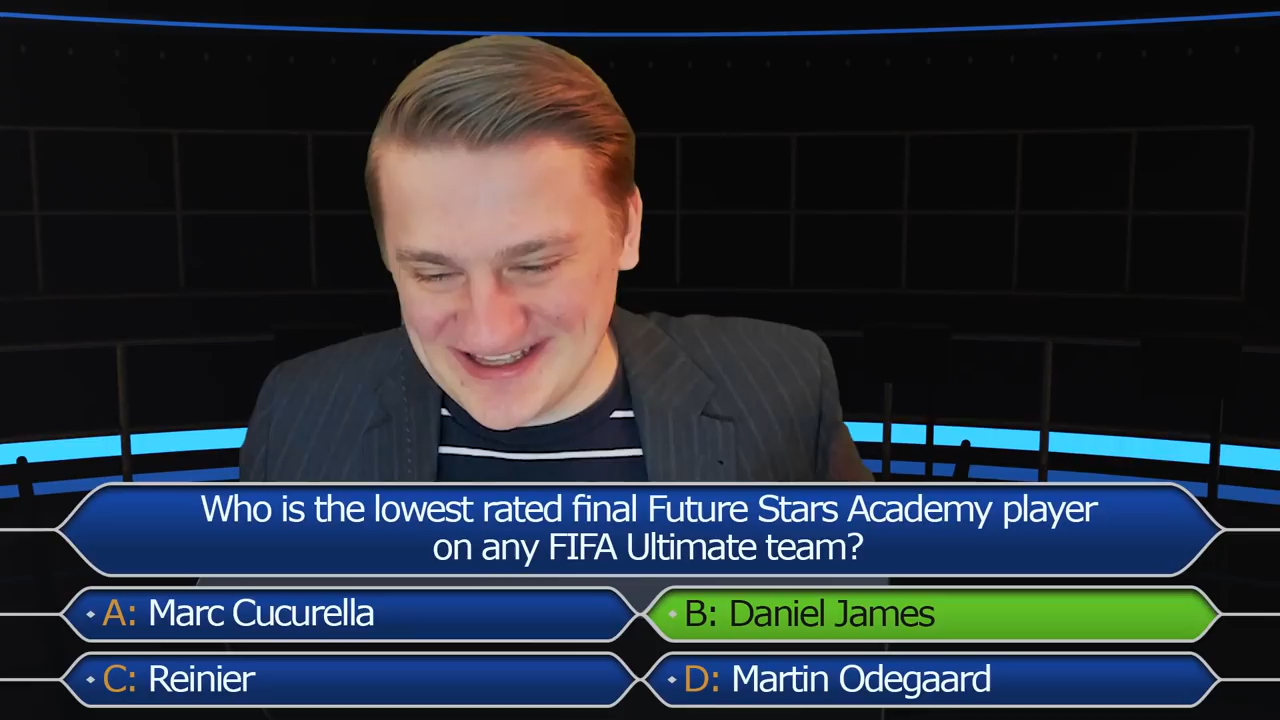 Who is the lowest rated final Future Stars Academy player
on any FIFA Ultimate team?
A: Marc Cucurella
B: Daniel James
C: Reinier
D: Martin Odegaard